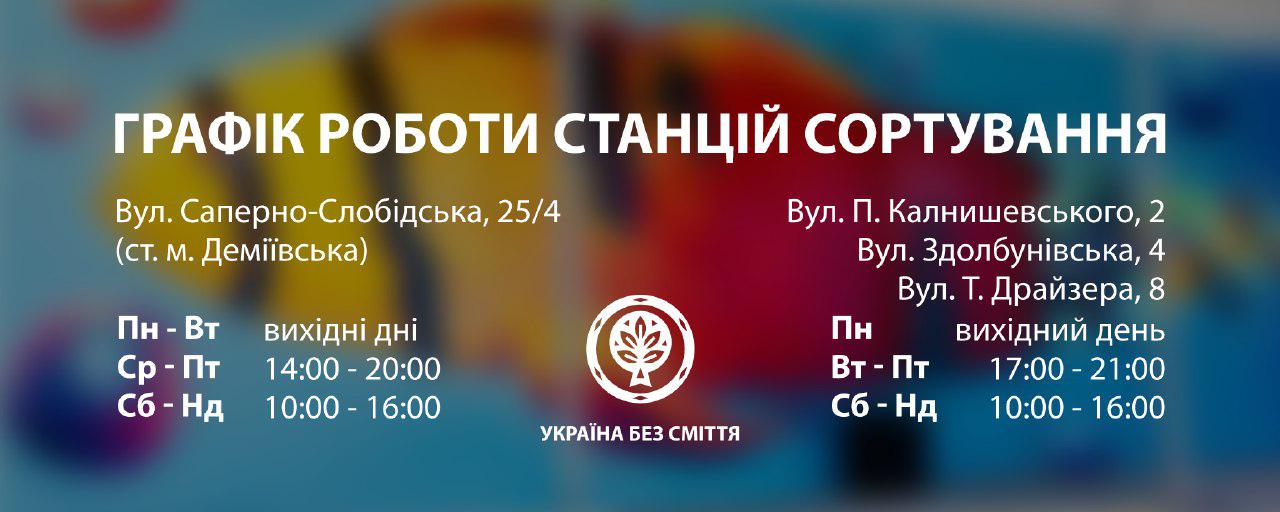 ГРАФІК РОБОТИ СТАНЦІЙ СОРТУВАННЯ
Вул. Саперно-Слобідська, 25/4
(ст. м. Деміївська)
Пн - Вт вихідні дні
Ср - Пт 14:00 - 20:00
Сб - Нд 10:00 - 16:00
Вул. П. Калнишевського, 2
Вул. Здолбунівська, 4
Вул. Т. Драйзера, 8
Пн вихідний день
Вт - Пт 17:00 - 21:00
Сб - Нд 10:00 - 16:00
УКРАЇНА БЕЗ СМІТТЯ